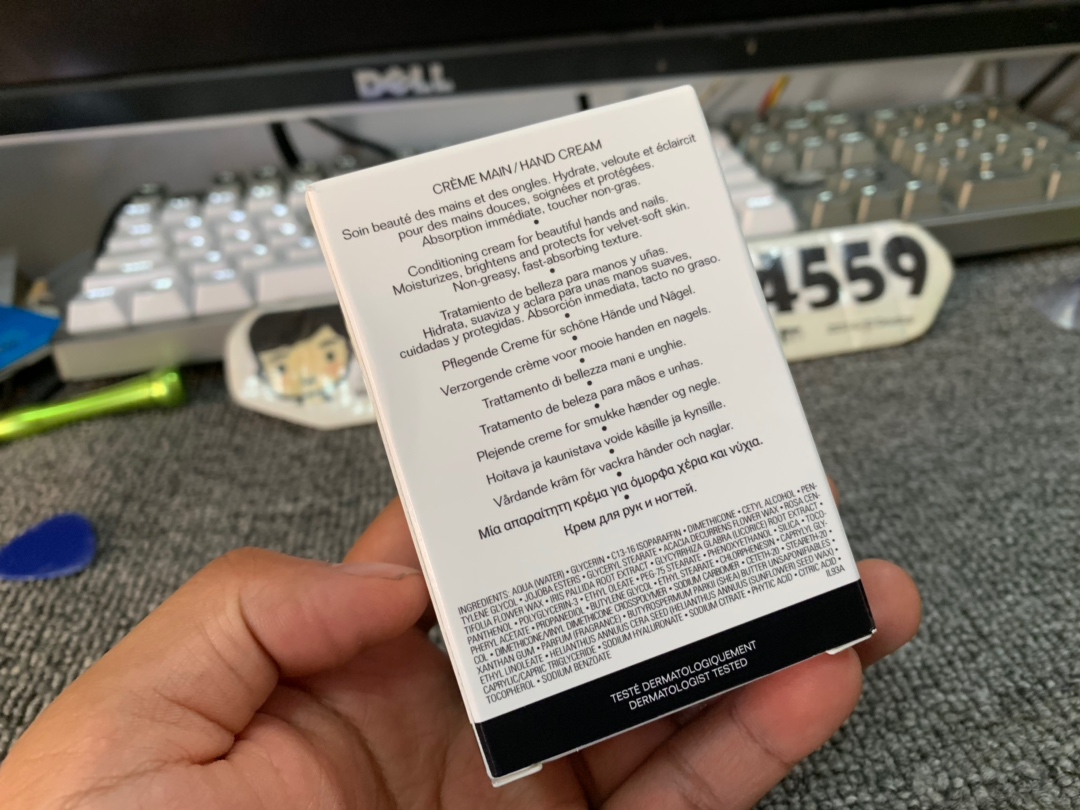 DELL
4559
CRÈME MAIN / HAND CREAM
Soin beauté des mains et des ongles. Hydrate, veloute et éclaircit
pour des mains douces, soignées et protégées.
Absorption immédiate, toucher non-gras.
•
Conditioning cream for beautiful hands and nails.
Moisturizes, brightens and protects for velvet-soft skin.
Non-greasy, fast-absorbing texture.
•
Tratamiento de belleza para manos y uñas.
Hidrata, suaviza y aclara para unas manos suaves,
cuidadas y protegidas. Absorción inmediata, tacto no graso.
•
Pflegende Creme für schöne Hände und Nägel.
•
Verzorgende crème voor mooie handen en nagels.
•
Trattamento di bellezza mani e unghie.
•
Tratamento de beleza para mãos e unhas.
•
Plejende creme for smukke hænder og negle.
•
Hoitava ja kaunistava voide käsille ja kynsille.
•
Vårdande kräm för vackra händer och naglar.
•
Μία απαραίτητη κρέμα για όμορφα χέρια και νύχια.
•
Крем для рук и ногтей.
INGREDIENTS: AQUA (WATER) • GLYCERIN • C13-16 ISOPARAFFIN • DIMETHICONE • CETYL ALCOHOL • PEN-
TYLENE GLYCOL • JOJOBA ESTERS • GLYCERYL STEARATE • ACACIA DECURRENS FLOWER WAX • ROSA CEN-
TIFOLIA FLOWER WAX • IRIS PALLIDA ROOT EXTRACT • GLYCYRRHIZA GLABRA (LICORICE) ROOT EXTRACT •
PANTHENOL • POLYGLYCERIN-3 • ETHYL OLEATE • PEG-75 STEARATE • PHENOXYETHANOL • SILICA • TOCO-
PHERYL ACETATE • PROPANEDIOL • BUTYLENE GLYCOL • ETHYL STEARATE • CHLORPHENESIN • CAPRYLYL GLY-
COL • DIMETHICONE/VINYL DIMETHICONE CROSSPOLYMER • SODIUM CARBOMER • CETETH-20 • STEARETH-20 •
XANTHAN GUM • PARFUM (FRAGRANCE) • BUTYROSPERMUM PARKII (SHEA) BUTTER UNSAPONIFIABLES •
ETHYL LINOLEATE • HELIANTHUS ANNUUS CERA SEED (HELIANTHUS ANNUUS (SUNFLOWER) SEED WAX) •
CAPRYLIC/CAPRIC TRIGLYCERIDE • SODIUM HYALURONATE • SODIUM CITRATE • PHYTIC ACID • CITRIC ACID •
TOCOPHEROL • SODIUM BENZOATE
IL93A
TESTÉ DERMATOLOGIQUEMENT
DERMATOLOGIST TESTED